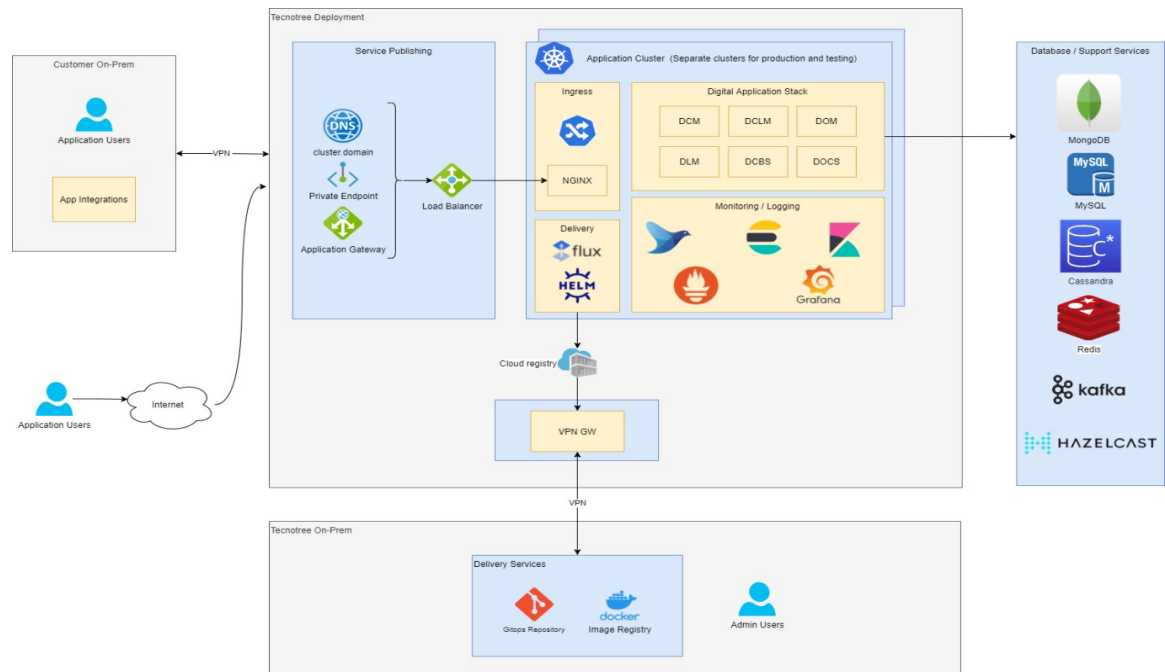 Tecnotree Deployment
Customer On-Prem
Application Users
App Integrations
VPN
Application Users
Internet
Service Publishing
DNS
cluster.domain
Private Endpoint
Application Gateway
Load Balancer
Application Cluster (Separate clusters for production and testing)
Ingress
NGINX
Delivery
flux
HELM
Digital Application Stack
DCM
DCLM
DOM
DLM
DCBS
DOCS
Monitoring / Logging
Grafana
Cloud registry
VPN GW
VPN
Database / Support Services
MongoDB
MySQL
M
MySQL
C*
Cassandra
Redis
kafka
HAZELCAST
Tecnotree On-Prem
Delivery Services
Gitops Repository
docker
Image Registry
Admin Users